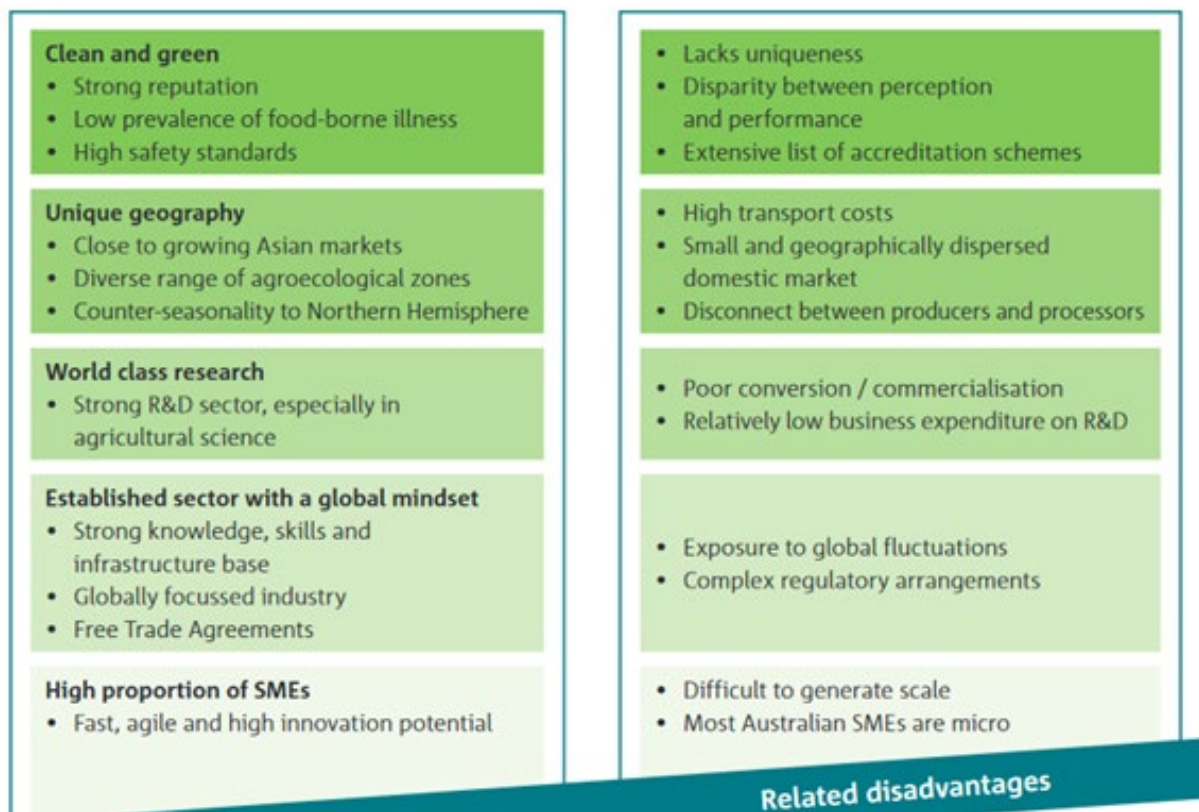 Clean and green
• Strong reputation
• Low prevalence of food-borne illness
• High safety standards
• Lacks uniqueness
• Disparity between perception
and performance
• Extensive list of accreditation schemes
Unique geography
• Close to growing Asian markets
• Diverse range of agroecological zones
• Counter-seasonality to Northern Hemisphere
• High transport costs
• Small and geographically dispersed
domestic market
• Disconnect between producers and processors
World class research
• Strong R&D sector, especially in
agricultural science
• Poor conversion / commercialisation
• Relatively low business expenditure on R&D
Established sector with a global mindset
• Strong knowledge, skills and
infrastructure base
• Globally focussed industry
• Free Trade Agreements
• Exposure to global fluctuations
• Complex regulatory arrangements
High proportion of SMEs
• Fast, agile and high innovation potential
• Difficult to generate scale
• Most Australian SMEs are micro
Related disadvantages